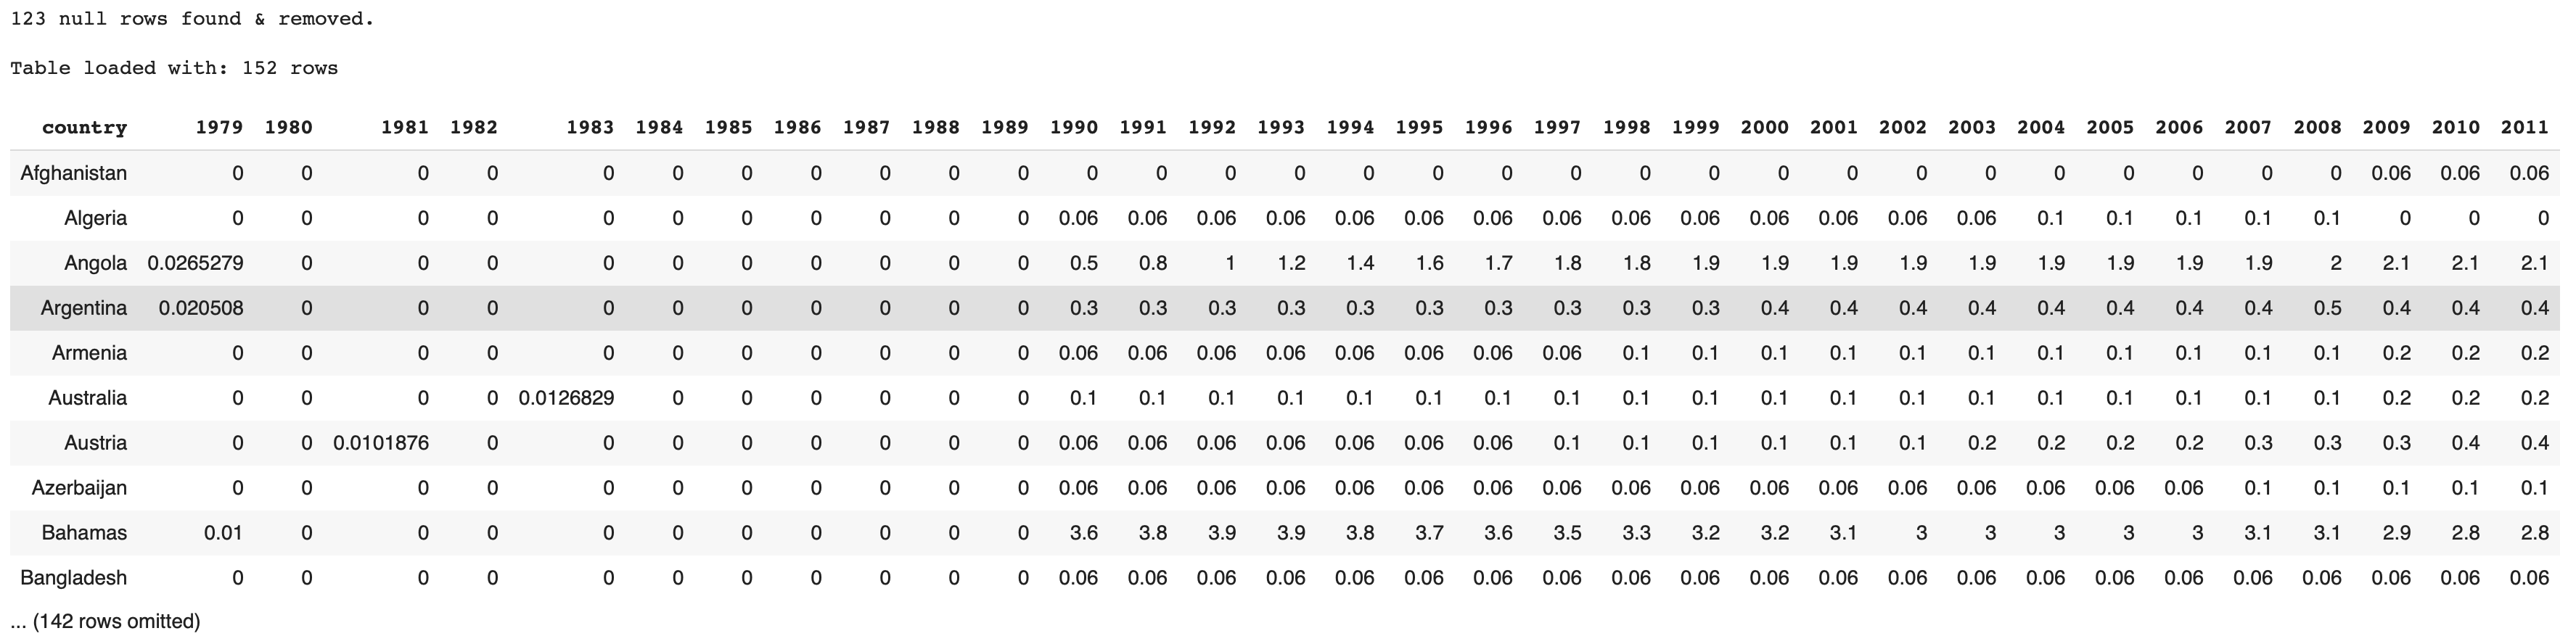 123 null rows found & removed.
Table loaded with: 152 rows
country 1979 1980 1981 1982 1983 1984 1985 1986 1987 1988 1989 1990 1991 1992 1993 1994 1995 1996 1997 1998 1999 2000 2001 2002 2003 2004 2005 2006 2007 2008 2009 2010 2011
Afghanistan 0 0 0 0 0 0 0 0 0 0 0 0 0 0 0 0 0 0 0 0 0 0 0 0 0 0 0 0 0 0 0.06 0.06 0.06
Algeria 0 0 0 0 0 0 0 0 0 0 0 0.06 0.06 0.06 0.06 0.06 0.06 0.06 0.06 0.06 0.06 0.06 0.06 0.06 0.06 0.1 0.1 0.1 0.1 0.1 0 0 0
Angola 0.0265279 0 0 0 0 0 0 0 0 0 0 0.5 0.8 1 1.2 1.4 1.6 1.7 1.8 1.8 1.9 1.9 1.9 1.9 1.9 1.9 1.9 1.9 1.9 2 2.1 2.1 2.1
Argentina 0.020508 0 0 0 0 0 0 0 0 0 0 0.3 0.3 0.3 0.3 0.3 0.3 0.3 0.3 0.3 0.3 0.4 0.4 0.4 0.4 0.4 0.4 0.4 0.4 0.5 0.4 0.4 0.4
Armenia 0 0 0 0 0 0 0 0 0 0 0 0.06 0.06 0.06 0.06 0.06 0.06 0.06 0.06 0.1 0.1 0.1 0.1 0.1 0.1 0.1 0.1 0.1 0.1 0.1 0.2 0.2 0.2
Australia 0 0 0 0 0.0126829 0 0 0 0 0 0 0.1 0.1 0.1 0.1 0.1 0.1 0.1 0.1 0.1 0.1 0.1 0.1 0.1 0.1 0.1 0.1 0.1 0.1 0.1 0.2 0.2 0.2
Austria 0 0 0.0101876 0 0 0 0 0 0 0 0 0.06 0.06 0.06 0.06 0.06 0.06 0.06 0.1 0.1 0.1 0.1 0.1 0.1 0.2 0.2 0.2 0.2 0.3 0.3 0.3 0.4 0.4
Azerbaijan 0 0 0 0 0 0 0 0 0 0 0 0.06 0.06 0.06 0.06 0.06 0.06 0.06 0.06 0.06 0.06 0.06 0.06 0.06 0.06 0.06 0.06 0.06 0.1 0.1 0.1 0.1 0.1
Bahamas 0.01 0 0 0 0 0 0 0 0 0 0 3.6 3.8 3.9 3.9 3.8 3.7 3.6 3.5 3.3 3.2 3.2 3.1 3 3 3 3 3 3.1 3.1 2.9 2.8 2.8
Bangladesh 0 0 0 0 0 0 0 0 0 0 0 0.06 0.06 0.06 0.06 0.06 0.06 0.06 0.06 0.06 0.06 0.06 0.06 0.06 0.06 0.06 0.06 0.06 0.06 0.06 0.06 0.06 0.06
... (142 rows omitted)